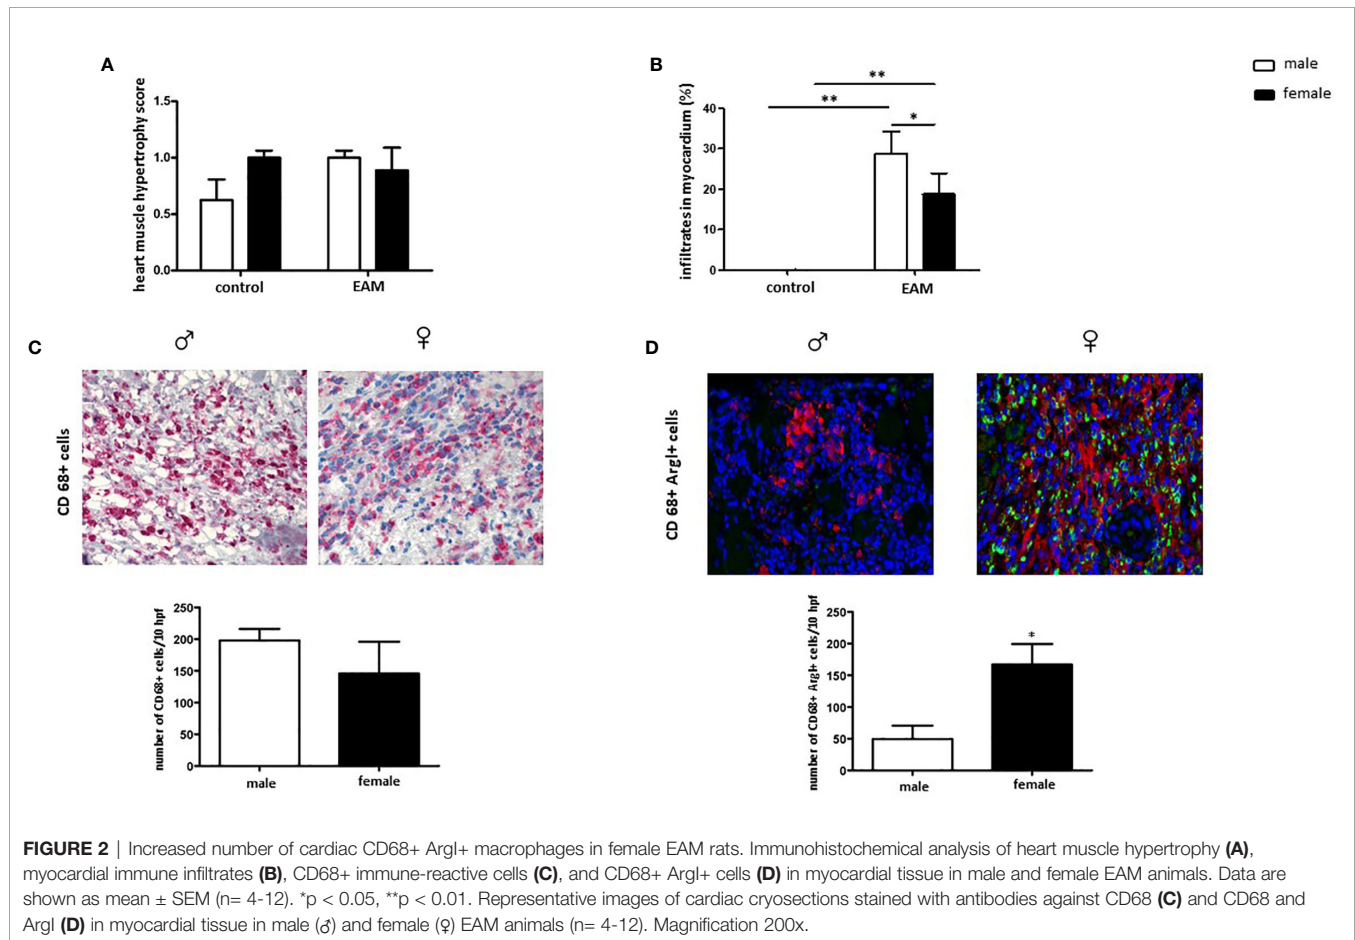 A
heart muscle hypertrophy score
1.5
1.0
0.5
0.0
control
EAM
B
infiltrates in myocardium (%)
40
30
20
10
0
**
**
*
control
EAM
male
female
C
♂
♀
CD 68+ cells
number of CD68+ cells/10 hpf
250
200
150
100
50
0
male
female
D
♂
♀
CD 68+ ArgI+ cells
number of CD68+ ArgI+ cells/10 hpf
250
200
150
100
50
0
*
male
female
FIGURE 2 | Increased number of cardiac CD68+ ArgI+ macrophages in female EAM rats. Immunohistochemical analysis of heart muscle hypertrophy (A),
myocardial immune infiltrates (B), CD68+ immune-reactive cells (C), and CD68+ ArgI+ cells (D) in myocardial tissue in male and female EAM animals. Data are
shown as mean ± SEM (n= 4-12). *p < 0.05, **p < 0.01. Representative images of cardiac cryosections stained with antibodies against CD68 (C) and CD68 and
ArgI (D) in myocardial tissue in male (♂) and female (♀) EAM animals (n= 4-12). Magnification 200x.